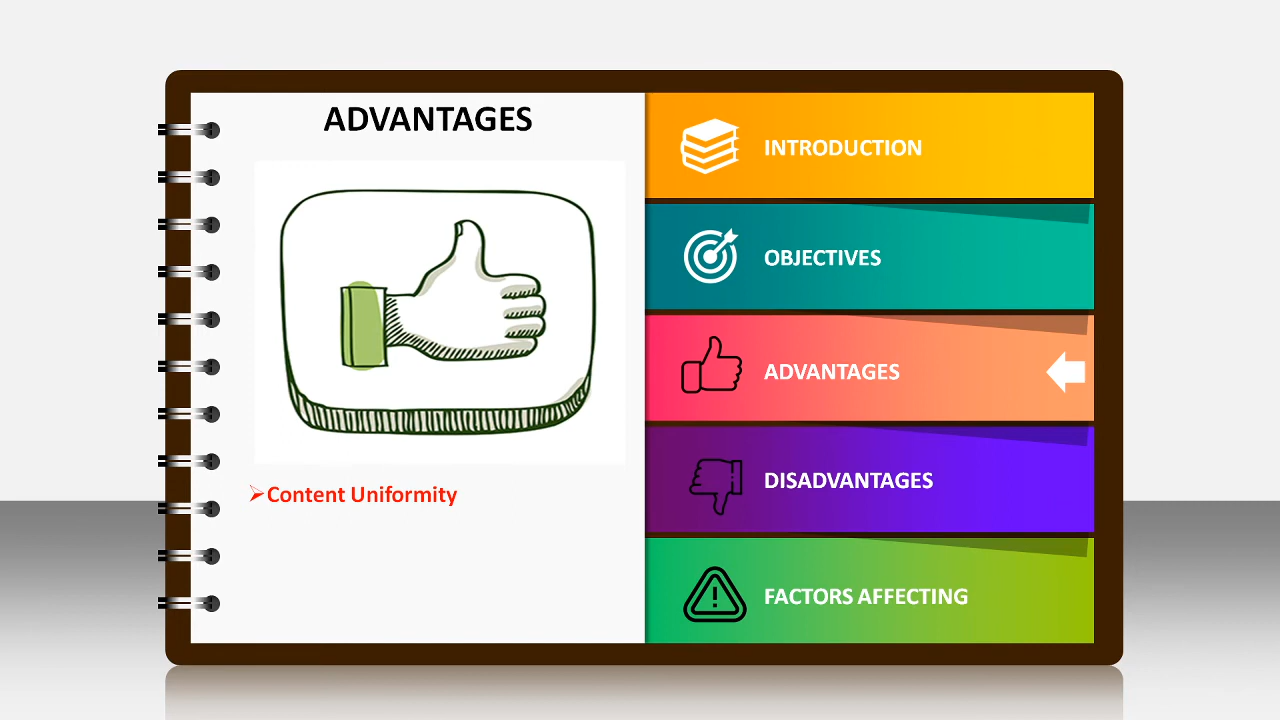 ADVANTAGES
➢Content Uniformity
INTRODUCTION
OBJECTIVES
ADVANTAGES
DISADVANTAGES
FACTORS AFFECTING